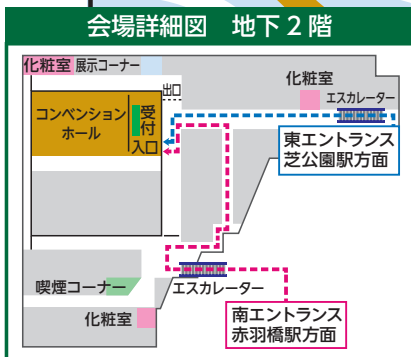 会場詳細図 地下2階
化粧室 展示コーナー
出口
化粧室
エスカレーター
コンベンション
ホール
受付
入口
東エントランス
芝公園駅方面
喫煙コーナー
エスカレーター
化粧室
南エントランス
赤羽橋駅方面